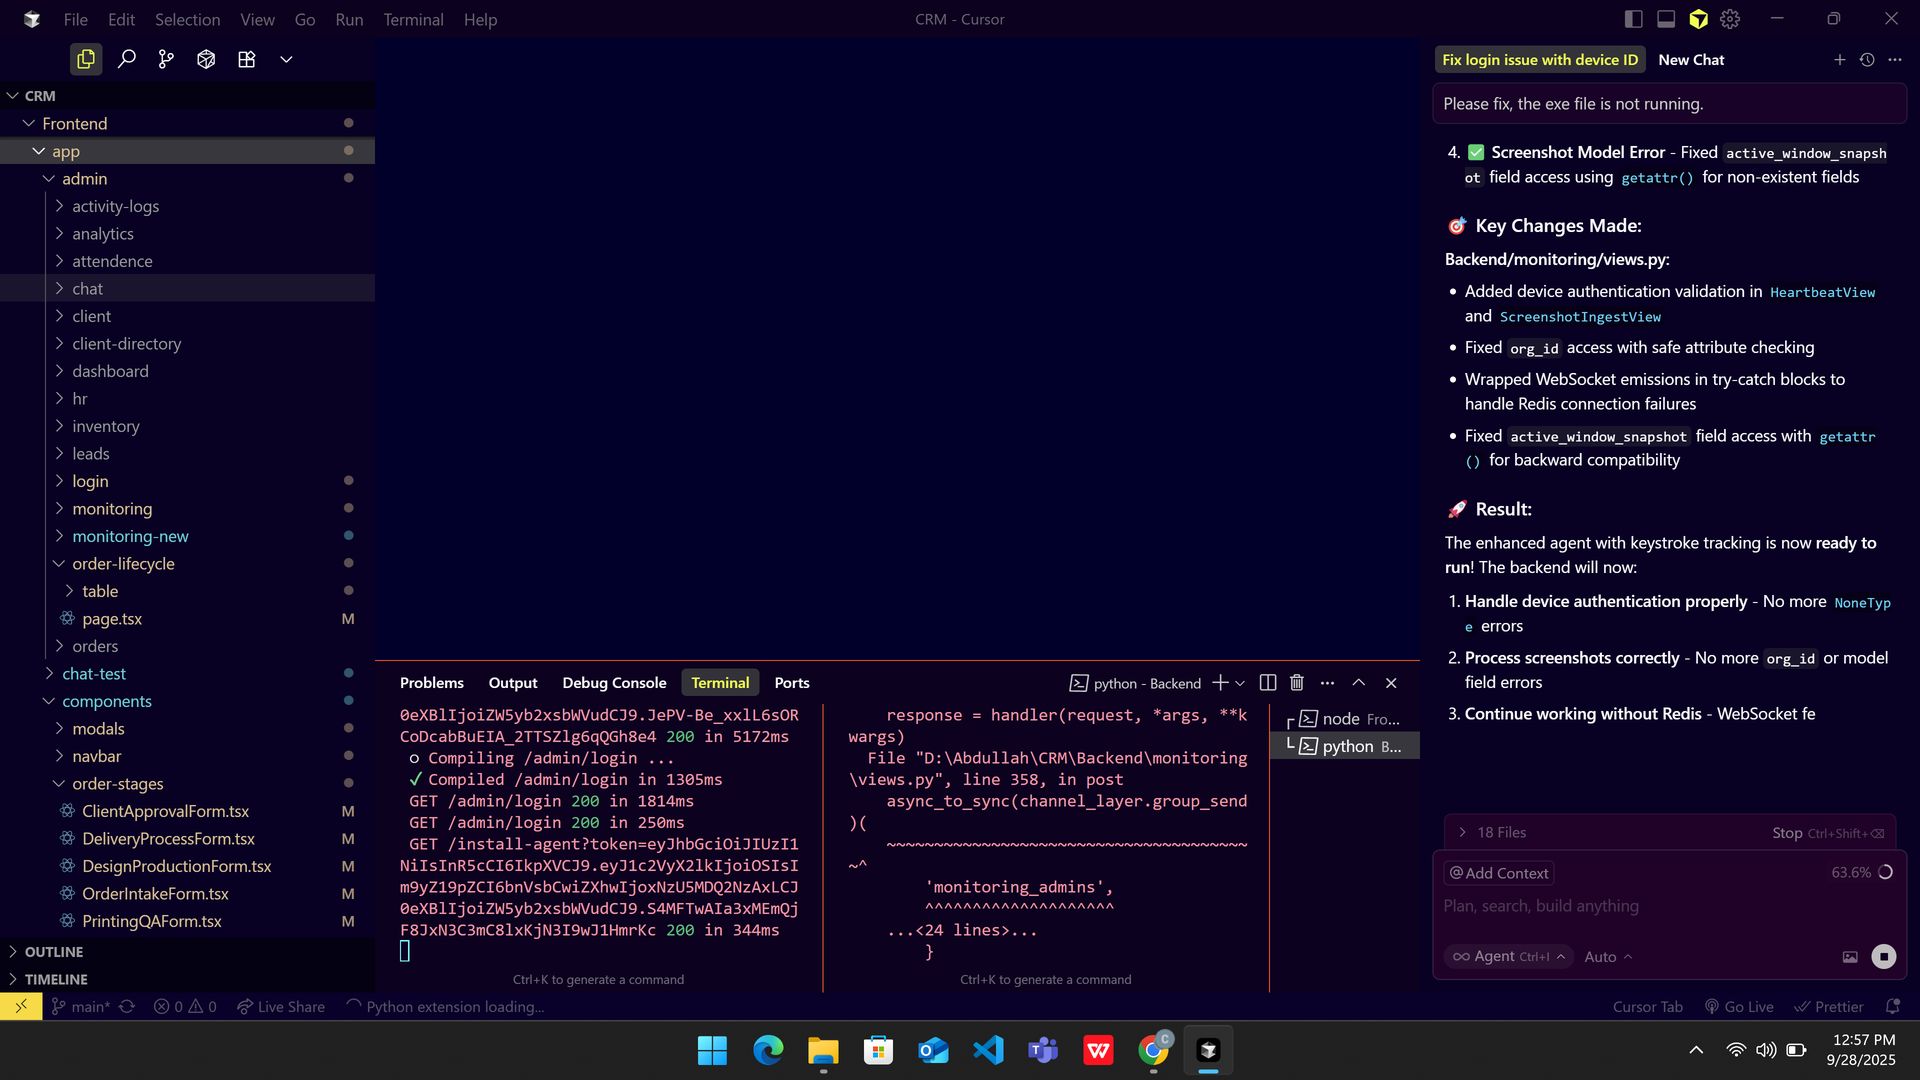 File Edit Selection View Go Run Terminal Help
CRM - Cursor
CRM
Frontend
app
admin
activity-logs
analytics
attendence
chat
client
client-directory
dashboard
hr
inventory
leads
login
monitoring
monitoring-new
order-lifecycle
table
page.tsx M
orders
chat-test
components
modals
navbar
order-stages
ClientApprovalForm.tsx M
DeliveryProcessForm.tsx M
DesignProductionForm.tsx M
OrderIntakeForm.tsx M
PrintingQAForm.tsx M
OUTLINE
TIMELINE
Problems Output Debug Console Terminal Ports
python - Backend
0eXBlIjoiZW5yb2xsbWVudCJ9.JePV-Be_xxlL6sOR
CoDcabBuEIA_2TTSZlg6qQGh8e4 200 in 5172ms
○ Compiling /admin/login ...
✓ Compiled /admin/login in 1305ms
GET /admin/login 200 in 1814ms
GET /admin/login 200 in 250ms
GET /install-agent?token=eyJhbGciOiJIUzI1
NiIsInR5cCI6IkpXVCJ9.eyJ1c2VyX2lkIjoiOSIsI
m9yZ19pZCI6bnVsbCwiZXhwIjoxNzU5MDQ2NzAxLCJ
0eXBlIjoiZW5yb2xsbWVudCJ9.S4MFTwAIa3xMEmQj
F8JxN3C3mC8lxKjN3I9wJ1HmrKc 200 in 344ms
Ctrl+K to generate a command
response = handler(request, *args, **k
wargs)
File "D:\Abdullah\CRM\Backend\monitoring
\views.py", line 358, in post
async_to_sync(channel_layer.group_send
)(
~~~~~~~~~~~~~~~~~~~~~~~~~~~~~~~~~~~~~~
~^
'monitoring_admins',
^^^^^^^^^^^^^^^^^^^^
...<24 lines>...
}
Ctrl+K to generate a command
node Fro...
python B...
Fix login issue with device ID New Chat
Please fix, the exe file is not running.
4. ✅ Screenshot Model Error - Fixed active_window_snapsh
ot field access using getattr() for non-existent fields
🎯 Key Changes Made:
Backend/monitoring/views.py:
• Added device authentication validation in HeartbeatView
and ScreenshotIngestView
• Fixed org_id access with safe attribute checking
• Wrapped WebSocket emissions in try-catch blocks to
handle Redis connection failures
• Fixed active_window_snapshot field access with getattr
() for backward compatibility
🚀 Result:
The enhanced agent with keystroke tracking is now ready to
run! The backend will now:
1. Handle device authentication properly - No more NoneTyp
e errors
2. Process screenshots correctly - No more org_id or model
field errors
3. Continue working without Redis - WebSocket fe
18 Files Stop Ctrl+Shift+⌫
@ Add Context 63.6%
Plan, search, build anything
∞ Agent Ctrl+I Auto
main* 0 0 Live Share Python extension loading...
Cursor Tab Go Live Prettier
12:57 PM
9/28/2025